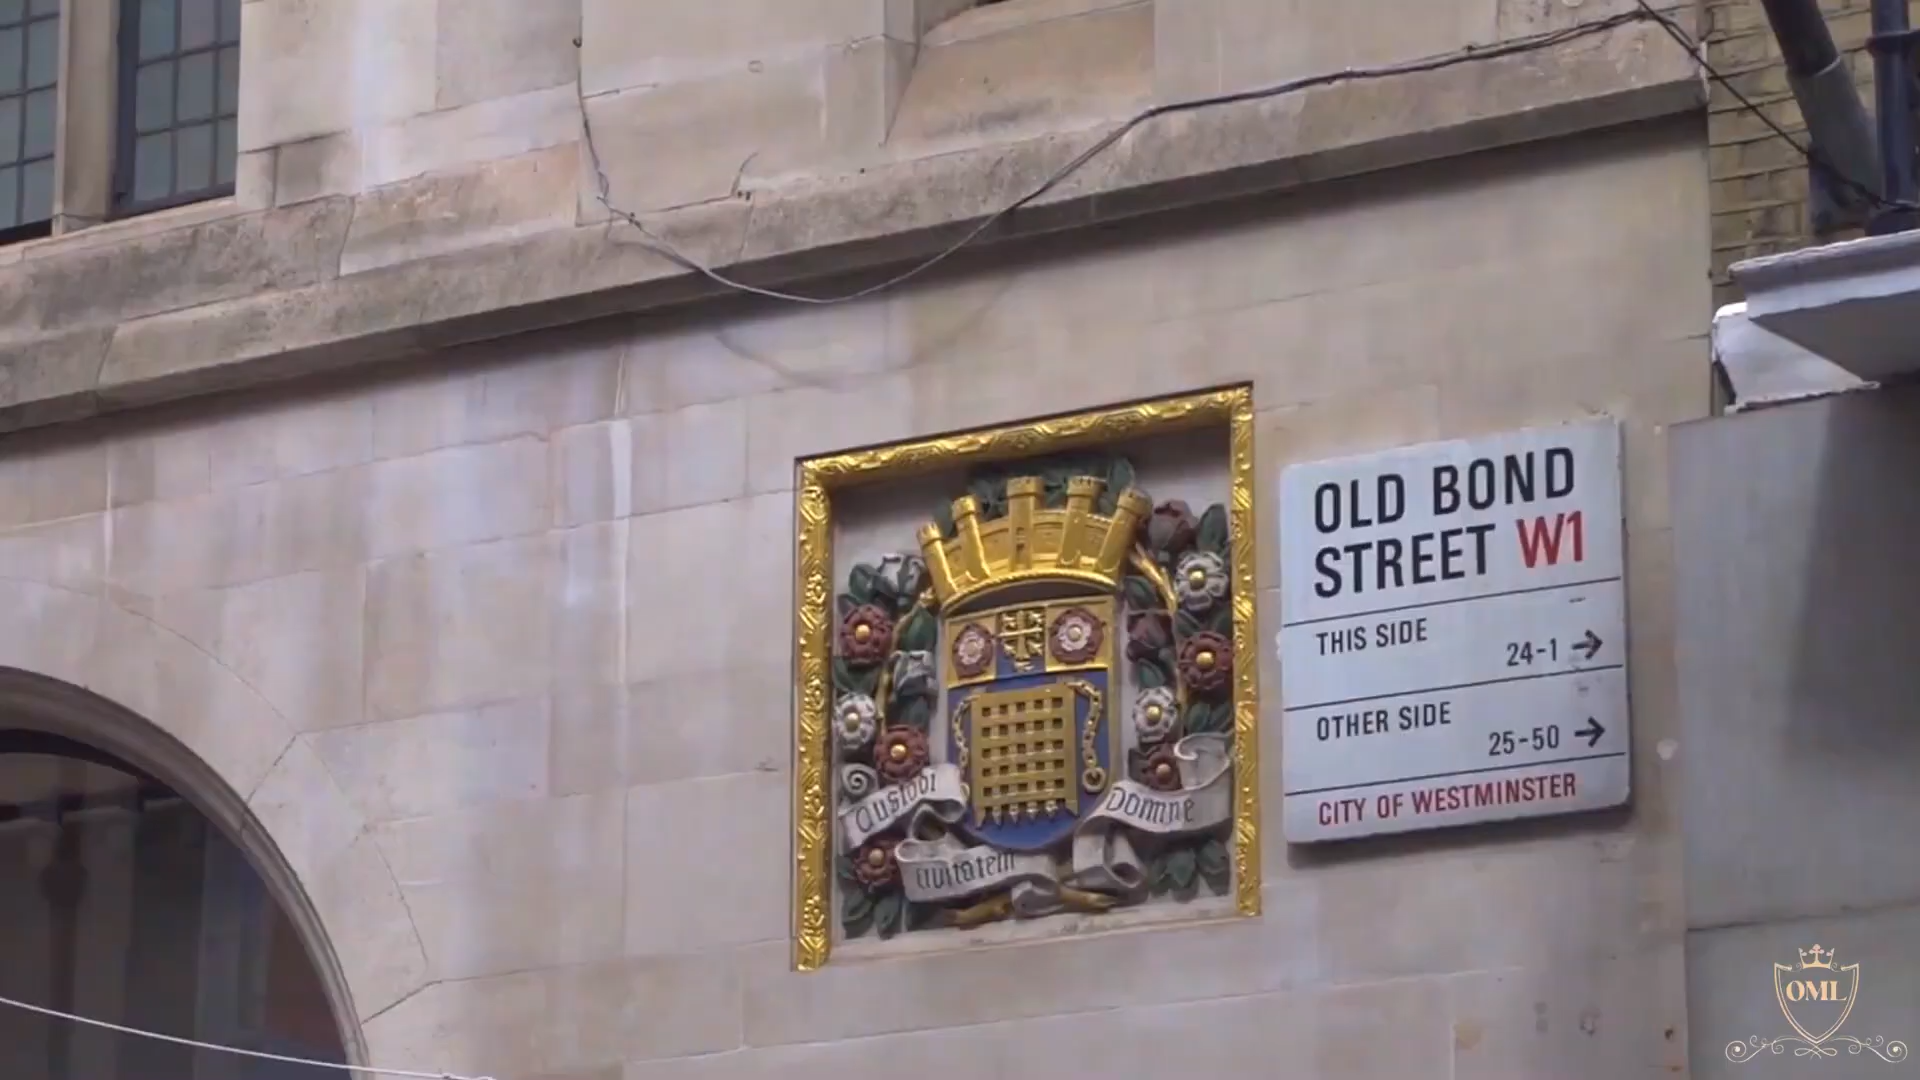 Custodi
Civitatem
Domine
OLD BOND
STREET W1
THIS SIDE
24-1 →
OTHER SIDE
25-50 →
CITY OF WESTMINSTER
OML